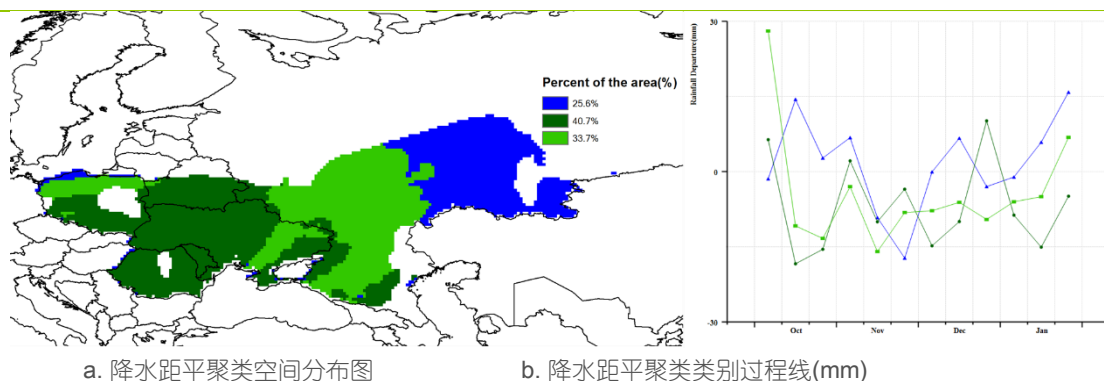 Percent of the area(%)
25.6%
40.7%
33.7%
Rainfall Departure(mm)
30
0
-30
Oct
Nov
Dec
Jan
a. 降水距平聚类空间分布图
b. 降水距平聚类类别过程线(mm)